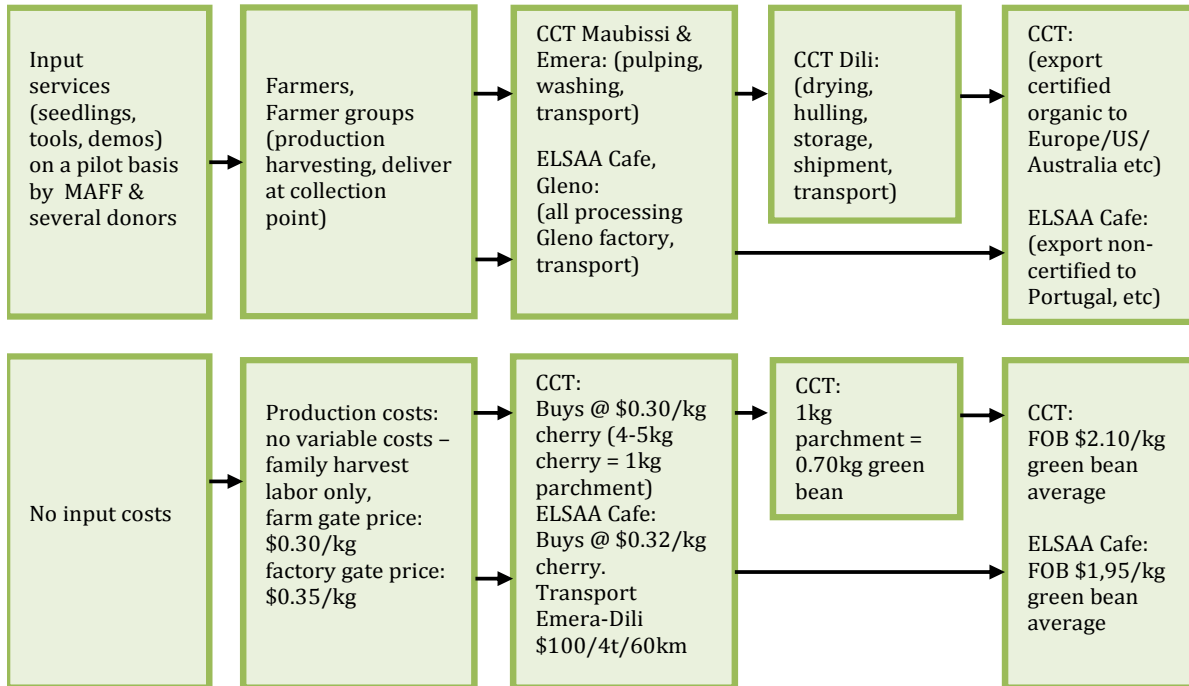 Input
services
(seedlings,
tools, demos)
on a pilot basis
by MAFF &
several donors
Farmers,
Farmer groups
(production
harvesting, deliver
at collection
point)
CCT Maubissi &
Emera: (pulping,
washing,
transport)
ELSAA Cafe,
Gleno:
(all processing
Gleno factory,
transport)
CCT Dili:
(drying,
hulling,
storage,
shipment,
transport)
CCT:
(export
certified
organic to
Europe/US/
Australia etc)
ELSAA Cafe:
(export non-
certified to
Portugal, etc)
No input costs
Production costs:
no variable costs –
family harvest
labor only,
farm gate price:
$0.30/kg
factory gate price:
$0.35/kg
CCT:
Buys @ $0.30/kg
cherry (4-5kg
cherry = 1kg
parchment)
ELSAA Cafe:
Buys @ $0.32/kg
cherry.
Transport
Emera-Dili
$100/4t/60km
CCT:
1kg
parchment =
0.70kg green
bean
CCT:
FOB $2.10/kg
green bean
average
ELSAA Cafe:
FOB $1,95/kg
green bean
average